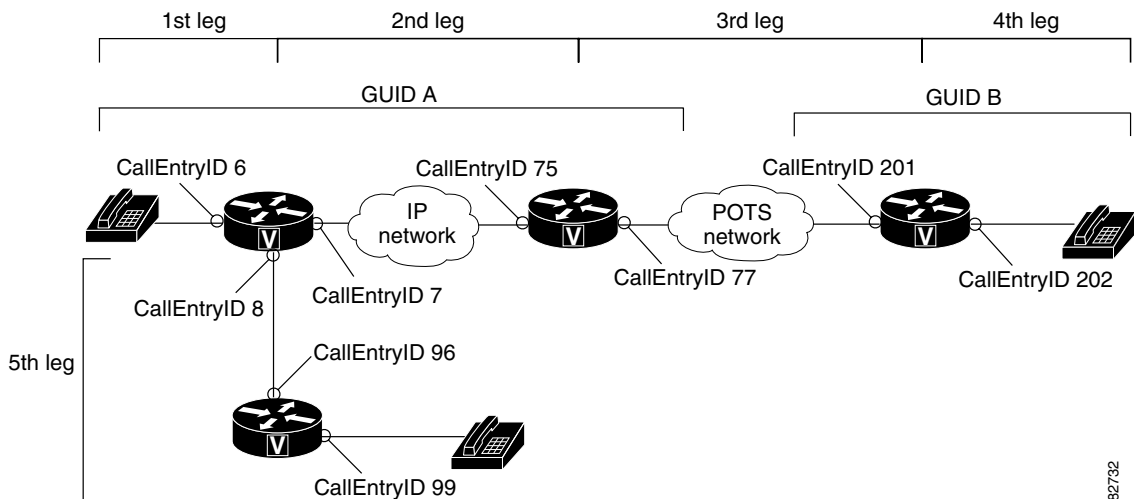 1st leg
2nd leg
3rd leg
4th leg
GUID A
GUID B
CallEntryID 6
CallEntryID 75
CallEntryID 201
IP
network
POTS
network
V
V
V
CallEntryID 8
CallEntryID 7
CallEntryID 77
CallEntryID 202
5th leg
CallEntryID 96
V
CallEntryID 99
82732